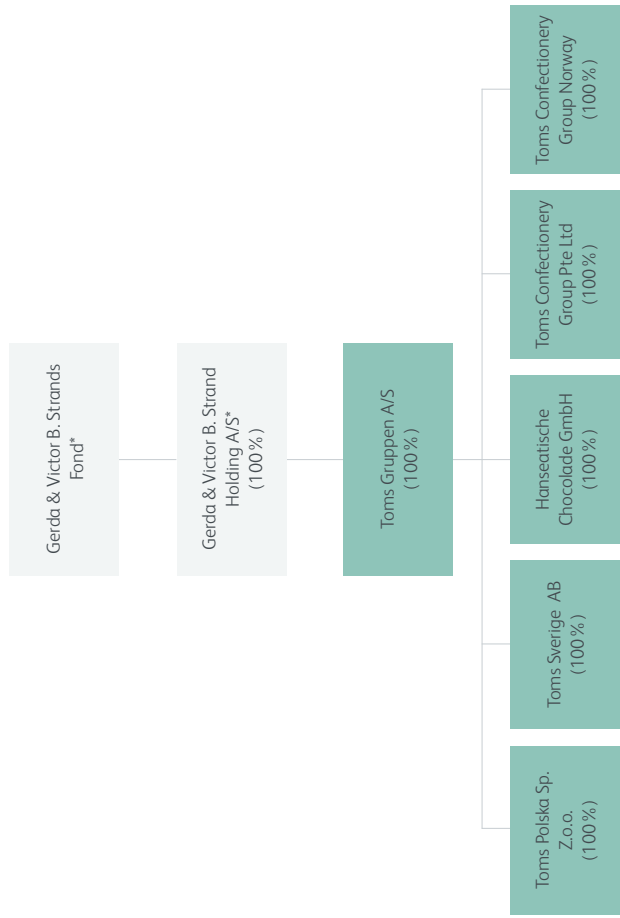 Gerda & Victor B. Strands
Fond*
Gerda & Victor B. Strand
Holding A/S*
(100 %)
Toms Gruppen A/S
(100 %)
Toms Polska Sp.
Z.o.o.
(100 %)
Toms Sverige AB
(100 %)
Hanseatische
Chocolade GmbH
(100 %)
Toms Confectionery
Group Pte Ltd
(100 %)
Toms Confectionery
Group Norway
(100 %)